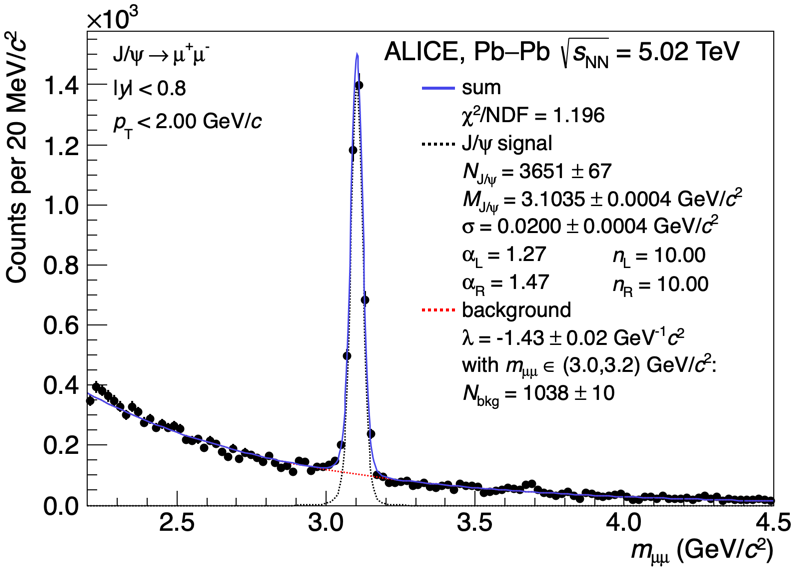 ×10³
J/ψ → μ⁺μ⁻
|y| < 0.8
p_T < 2.00 GeV/c
ALICE, Pb–Pb √s_NN = 5.02 TeV
sum
χ²/NDF = 1.196
J/ψ signal
N_J/ψ = 3651 ± 67
M_J/ψ = 3.1035 ± 0.0004 GeV/c²
σ = 0.0200 ± 0.0004 GeV/c²
α_L = 1.27 n_L = 10.00
α_R = 1.47 n_R = 10.00
background
λ = -1.43 ± 0.02 GeV⁻¹c²
with m_μμ ∈ (3.0,3.2) GeV/c²:
N_bkg = 1038 ± 10
Counts per 20 MeV/c²
1.4
1.2
1.0
0.8
0.6
0.4
0.2
0.0
2.5 3.0 3.5 4.0 4.5
m_μμ (GeV/c²)